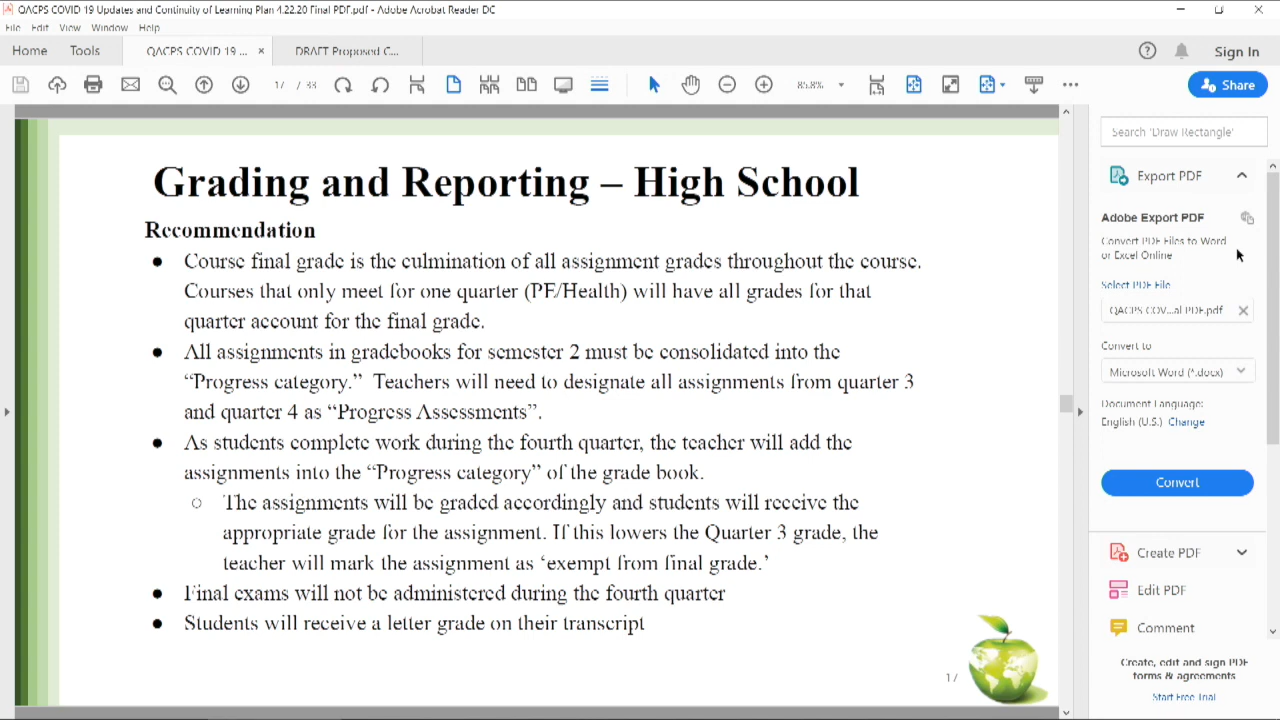 QACPS COVID 19 Updates and Continuity of Learning Plan 4.22.20 Final PDF.pdf - Adobe Acrobat Reader DC
File Edit View Window Help
Home Tools QACPS COVID 19 ... × DRAFT Proposed C... Sign In
17 / 33 85.8% Share
Search 'Draw Rectangle'
Grading and Reporting – High School
Recommendation
● Course final grade is the culmination of all assignment grades throughout the course.
Courses that only meet for one quarter (PE/Health) will have all grades for that
quarter account for the final grade.
● All assignments in gradebooks for semester 2 must be consolidated into the
“Progress category.” Teachers will need to designate all assignments from quarter 3
and quarter 4 as “Progress Assessments”.
● As students complete work during the fourth quarter, the teacher will add the
assignments into the “Progress category” of the grade book.
○ The assignments will be graded accordingly and students will receive the
appropriate grade for the assignment. If this lowers the Quarter 3 grade, the
teacher will mark the assignment as ‘exempt from final grade.’
● Final exams will not be administered during the fourth quarter
● Students will receive a letter grade on their transcript
17
Export PDF
Adobe Export PDF
Convert PDF Files to Word
or Excel Online
Select PDF File
QACPS COV...al PDF.pdf
Convert to
Microsoft Word (*.docx)
Document Language:
English (U.S.) Change
Convert
Create PDF
Edit PDF
Comment
Create, edit and sign PDF
forms & agreements
Start Free Trial